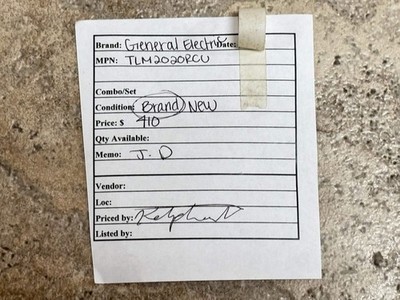 Brand: General Electric Date:
MPN: TLM2020RCU
Combo/Set
Condition: Brand New
Price: $ 410
Qty Available:
Memo: J.D
Vendor:
Loc:
Priced by:
Listed by: